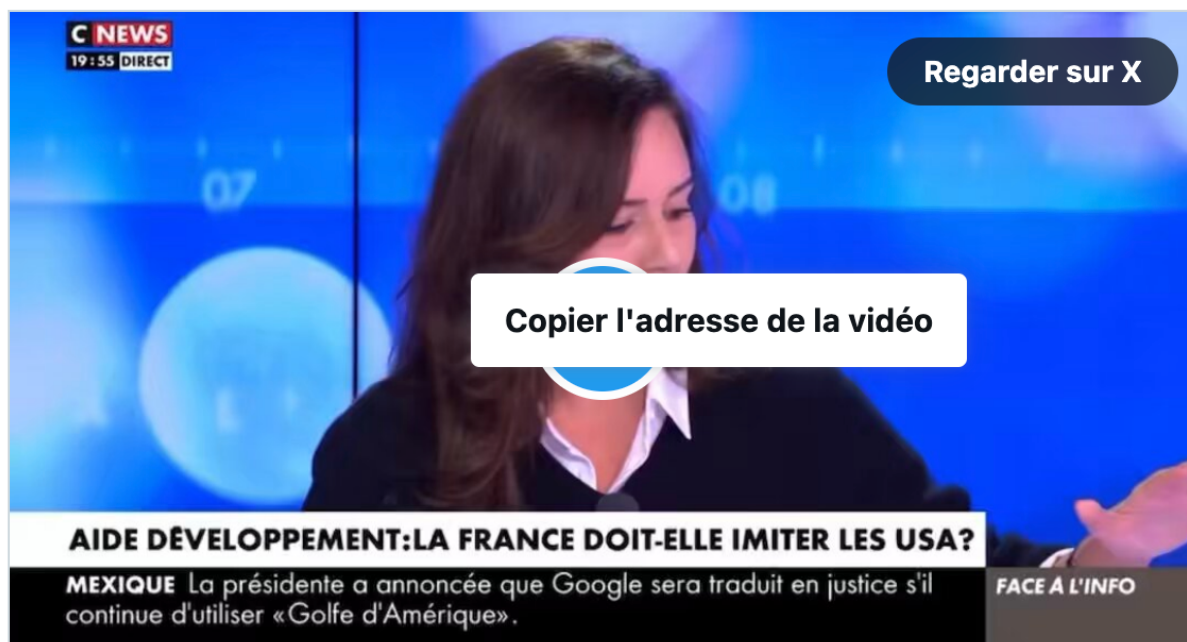 C NEWS
19:55 DIRECT
Regarder sur X
07
08
Copier l'adresse de la vidéo
AIDE DÉVELOPPEMENT:LA FRANCE DOIT-ELLE IMITER LES USA?
MEXIQUE La présidente a annoncée que Google sera traduit en justice s'il
continue d'utiliser «Golfe d'Amérique».
FACE À L'INFO